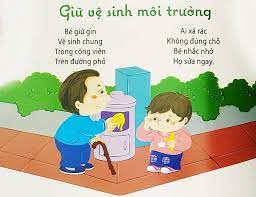 Giữ vệ sinh môi trường
Bé giữ gìn
Vệ sinh chung
Trong công viên
Trên đường phố
Ai xả rác
Không đúng chỗ
Bé nhắc nhở
Họ sửa ngay.